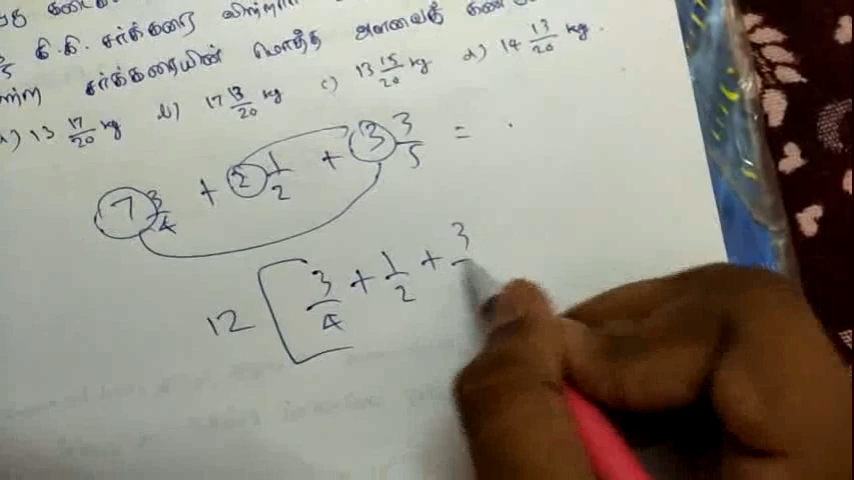 கி.கி. சர்க்கரை விற்றார்
சர்க்கரையின் மொத்த அளவைக்
13 17/20 kg b) 17 13/20 kg c) 13 15/20 kg d) 14 13/20 kg.
7 3/4 + 2 1/2 + 3 3/5 =
12 [ 3/4 + 1/2 + 3